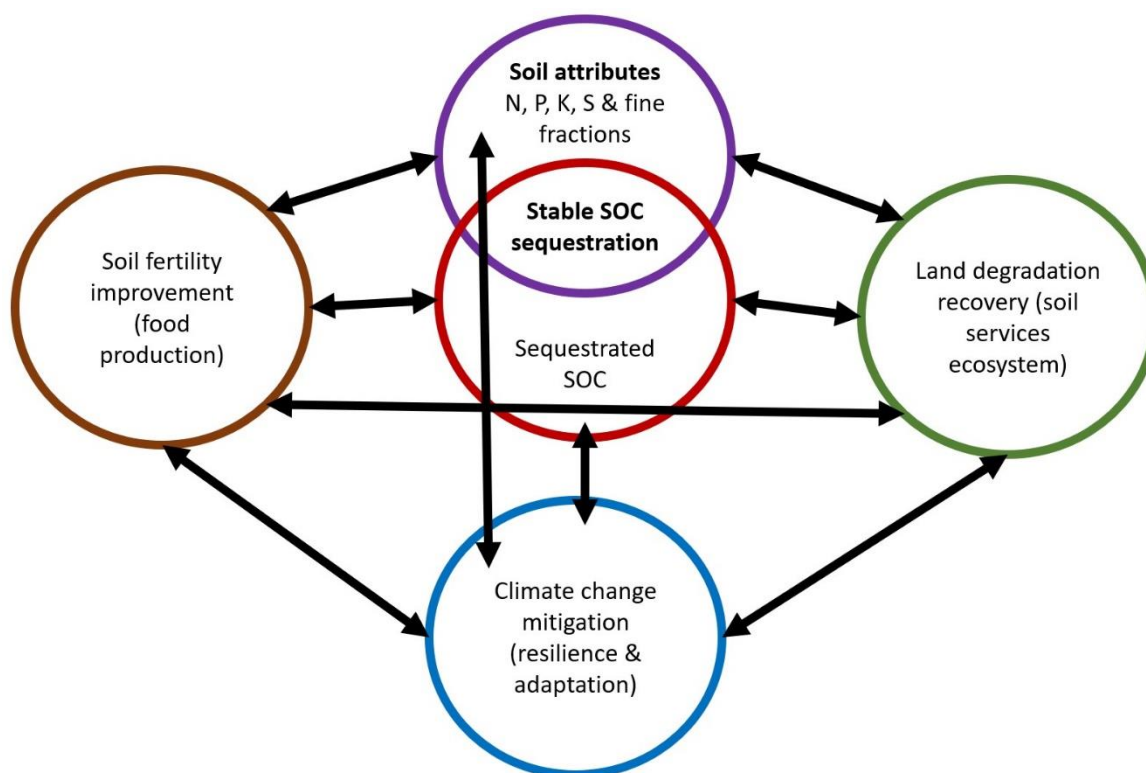 Soil attributes
N, P, K, S & fine
fractions
Stable SOC
sequestration
Soil fertility
improvement
(food
production)
Land degradation
recovery (soil
services
ecosystem)
Sequestrated
SOC
Climate change
mitigation
(resilience &
adaptation)